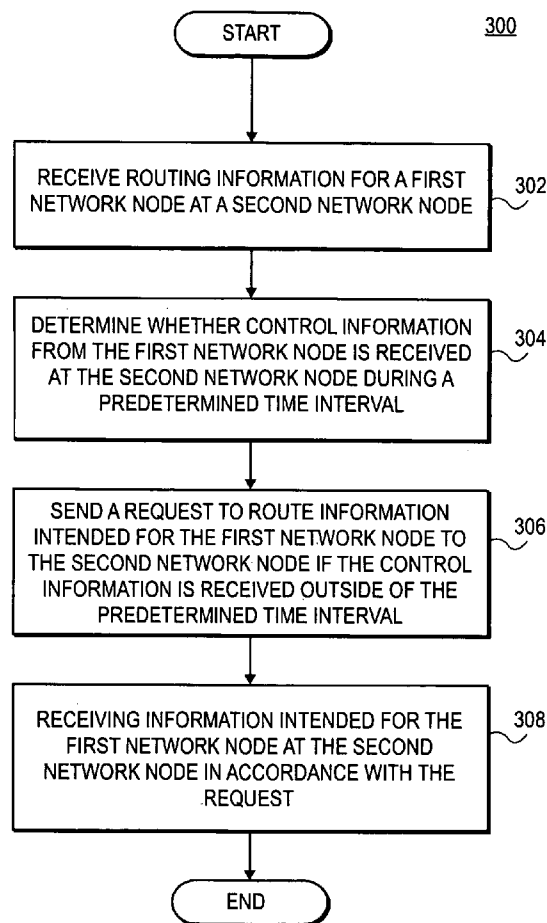 START
300
RECEIVE ROUTING INFORMATION FOR A FIRST
NETWORK NODE AT A SECOND NETWORK NODE
302
DETERMINE WHETHER CONTROL INFORMATION
FROM THE FIRST NETWORK NODE IS RECEIVED
AT THE SECOND NETWORK NODE DURING A
PREDETERMINED TIME INTERVAL
304
SEND A REQUEST TO ROUTE INFORMATION
INTENDED FOR THE FIRST NETWORK NODE TO
THE SECOND NETWORK NODE IF THE CONTROL
INFORMATION IS RECEIVED OUTSIDE OF THE
PREDETERMINED TIME INTERVAL
306
RECEIVING INFORMATION INTENDED FOR THE
FIRST NETWORK NODE AT THE SECOND
NETWORK NODE IN ACCORDANCE WITH THE
REQUEST
308
END